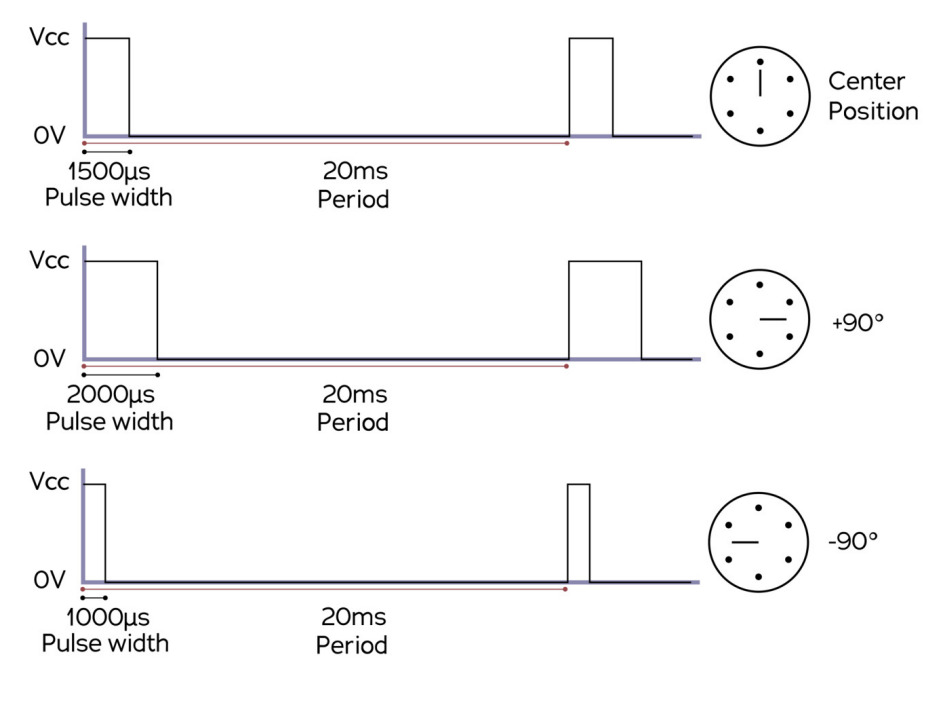 Vcc
0V
1500µs
Pulse width
20ms
Period
Center
Position
Vcc
0V
2000µs
Pulse width
20ms
Period
+90°
Vcc
0V
1000µs
Pulse width
20ms
Period
-90°